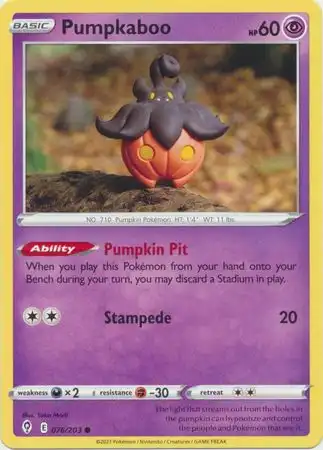 BASIC Pumpkaboo HP60
NO. 710 Pumpkin Pokémon HT: 1'4" WT: 11 lbs.
Ability Pumpkin Pit
When you play this Pokémon from your hand onto your
Bench during your turn, you may discard a Stadium in play.
Stampede 20
weakness ×2 resistance -30 retreat
Illus. Taiko Mioli
E 076/203
©2021 Pokémon / Nintendo / Creatures / GAME FREAK
The light that streams out from the holes in
the pumpkin can hypnotize and control
the people and Pokémon that see it.